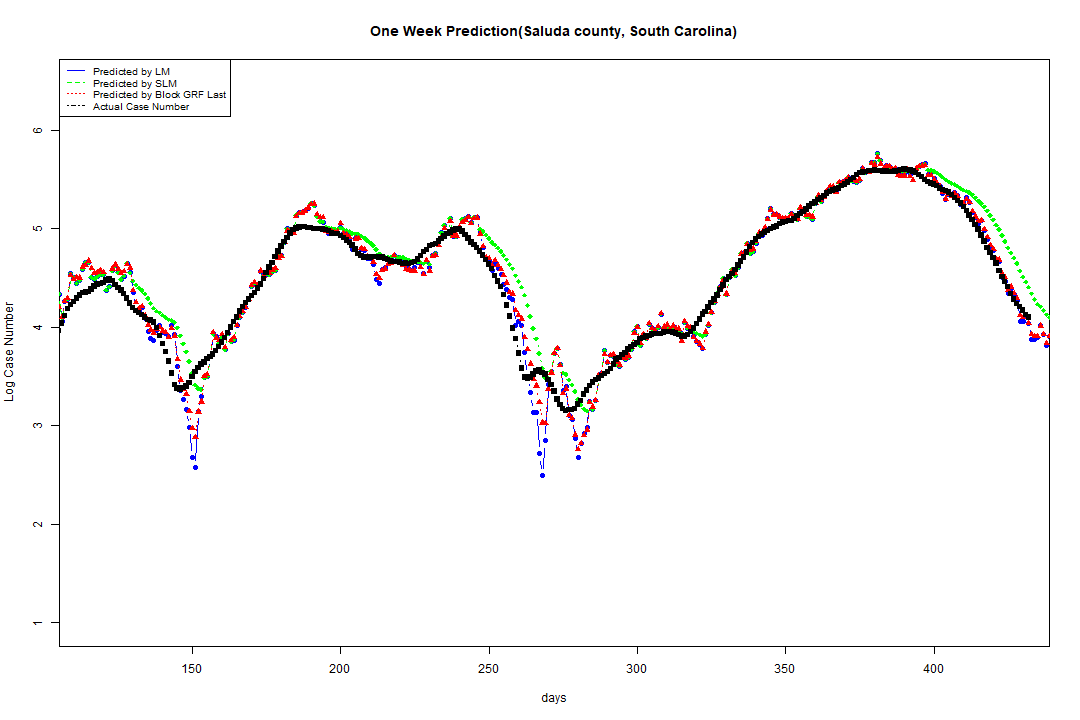 One Week Prediction(Saluda county, South Carolina)
Predicted by LM
Predicted by SLM
Predicted by Block GRF Last
Actual Case Number
Log Case Number
6
5
4
3
2
1
150 200 250 300 350 400
days